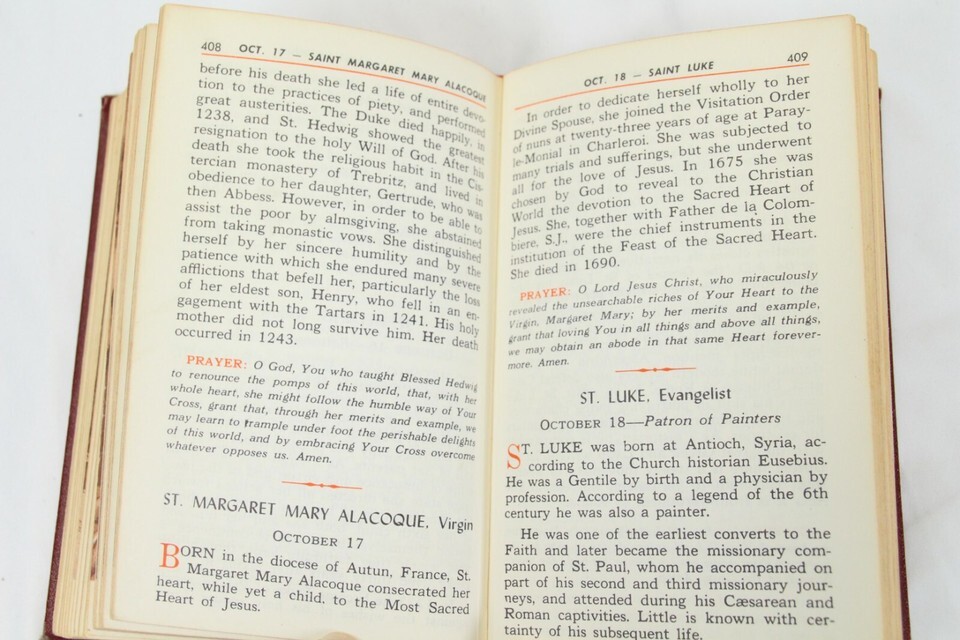 408 OCT. 17 — SAINT MARGARET MARY ALACOQUE
before his death she led a life of entire devo-
tion to the practices of piety, and performed
great austerities. The Duke died happily, in
1238, and St. Hedwig showed the greatest
resignation to the holy Will of God. After his
death she took the religious habit in the Cis-
tercian monastery of Trebritz, and lived in
obedience to her daughter, Gertrude, who was
then Abbess. However, in order to be able to
assist the poor by almsgiving, she abstained
from taking monastic vows. She distinguished
herself by her sincere humility and by the
patience with which she endured many severe
afflictions that befell her, particularly the loss
of her eldest son, Henry, who fell in an en-
gagement with the Tartars in 1241. His holy
mother did not long survive him. Her death
occurred in 1243.
PRAYER: O God, You who taught Blessed Hedwig
to renounce the pomps of this world, that, with her
whole heart, she might follow the humble way of Your
Cross, grant that, through her merits and example, we
may learn to trample under foot the perishable delights
of this world, and by embracing Your Cross overcome
whatever opposes us. Amen.
ST. MARGARET MARY ALACOQUE, Virgin
OCTOBER 17
BORN in the diocese of Autun, France, St.
Margaret Mary Alacoque consecrated her
heart, while yet a child, to the Most Sacred
Heart of Jesus.
OCT. 18 — SAINT LUKE 409
In order to dedicate herself wholly to her
Divine Spouse, she joined the Visitation Order
of nuns at twenty-three years of age at Paray-
le-Monial in Charleroi. She was subjected to
many trials and sufferings, but she underwent
all for the love of Jesus. In 1675 she was
chosen by God to reveal to the Christian
World the devotion to the Sacred Heart of
Jesus. She, together with Father de la Colom-
biere, S.J., were the chief instruments in the
institution of the Feast of the Sacred Heart.
She died in 1690.
PRAYER: O Lord Jesus Christ, who miraculously
revealed the unsearchable riches of Your Heart to the
Virgin, Margaret Mary; by her merits and example,
grant that loving You in all things and above all things,
we may obtain an abode in that same Heart forever-
more. Amen.
ST. LUKE, Evangelist
OCTOBER 18—Patron of Painters
ST. LUKE was born at Antioch, Syria, ac-
cording to the Church historian Eusebius.
He was a Gentile by birth and a physician by
profession. According to a legend of the 6th
century he was also a painter.
He was one of the earliest converts to the
Faith and later became the missionary com-
panion of St. Paul, whom he accompanied on
part of his second and third missionary jour-
neys, and attended during his Cæsarean and
Roman captivities. Little is known with cer-
tainty of his subsequent life.